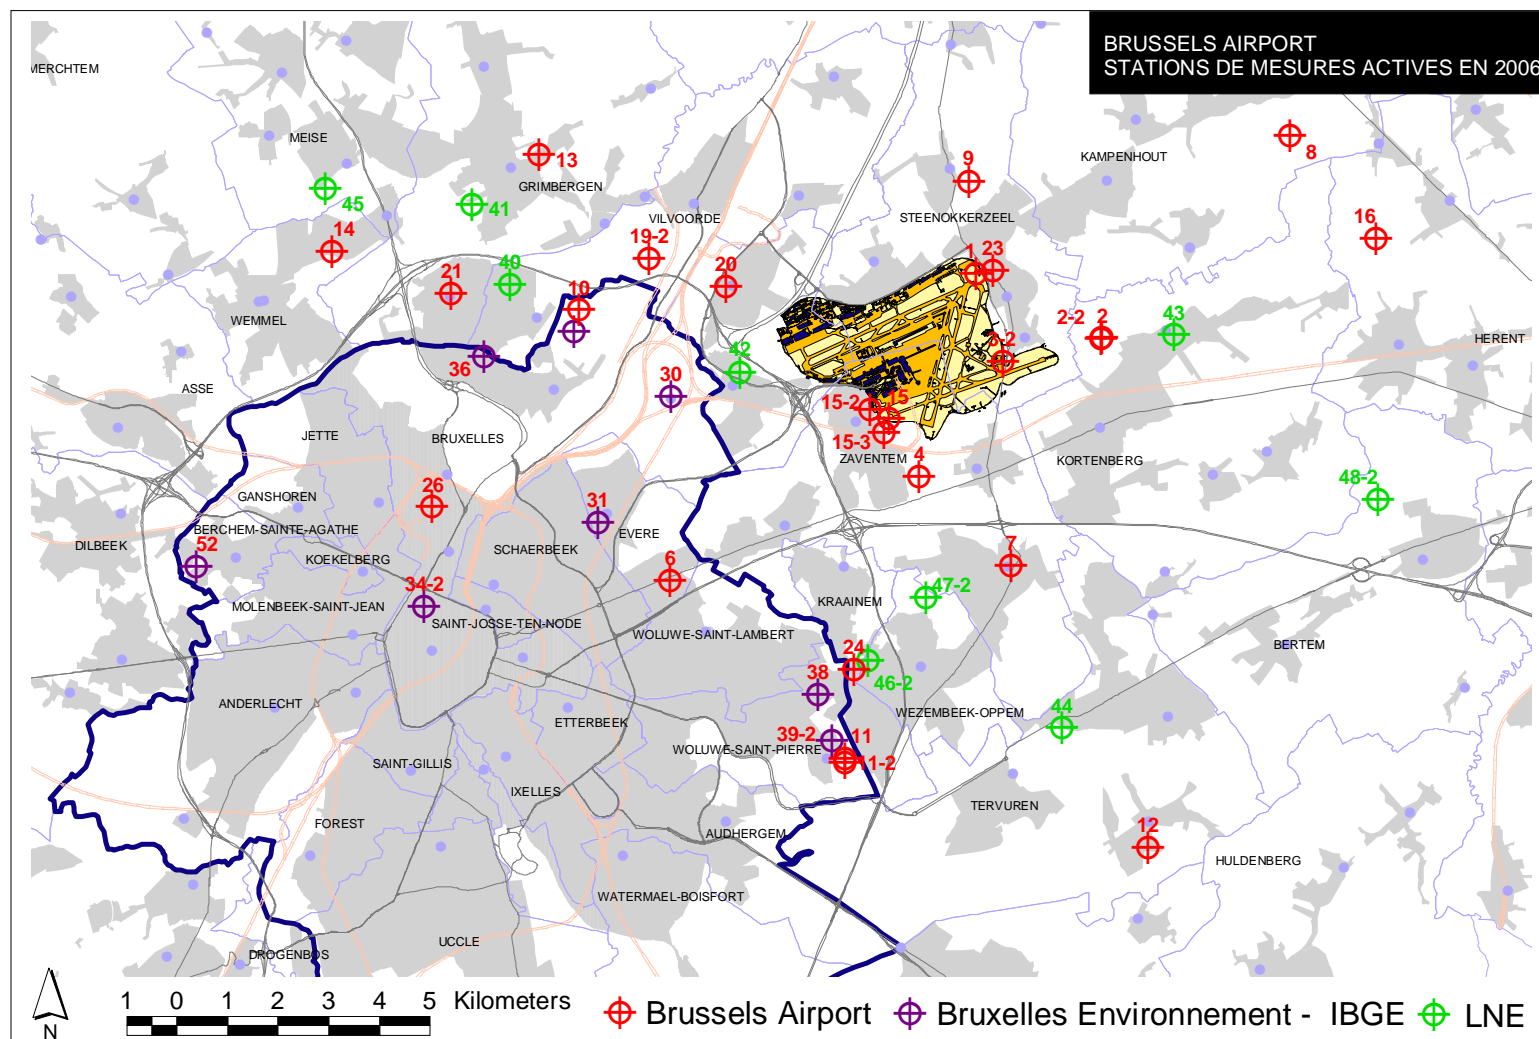 BRUSSELS AIRPORT
STATIONS DE MESURES ACTIVES EN 2006
MERCHTEM
MEISE
13
GRIMBERGEN
9
KAMPENHOUT
8
45
41
VILVOORDE
STEENOKKERZEEL
14
19-2
16
21
40
10
20
1
23
WEMMEL
2-2
2
43
HERENT
36
42
3-2
ASSE
30
15-2
15
JETTE
BRUXELLES
15-3
ZAVENTEM
4
KORTENBERG
48-2
GANSHOREN
26
31
BERCHEM-SAINTE-AGATHE
EVERE
DILBEEK
52
KOEKELBERG
SCHAERBEEK
6
7
34-2
47-2
MOLENBEEK-SAINT-JEAN
KRAAINEM
SAINT-JOSSE-TEN-NODE
WOLUWE-SAINT-LAMBERT
BERTEM
24
38
46-2
ANDERLECHT
ETTERBEEK
WEZEMBEEK-OPPEM
44
39-2
11
WOLUWE-SAINT-PIERRE
11-2
SAINT-GILLIS
IXELLES
TERVUREN
FOREST
AUDHERGEM
12
HULDENBERG
WATERMAEL-BOISFORT
UCCLE
DROGENBOS
N
1 0 1 2 3 4 5 Kilometers
Brussels Airport
Bruxelles Environnement - IBGE
LNE